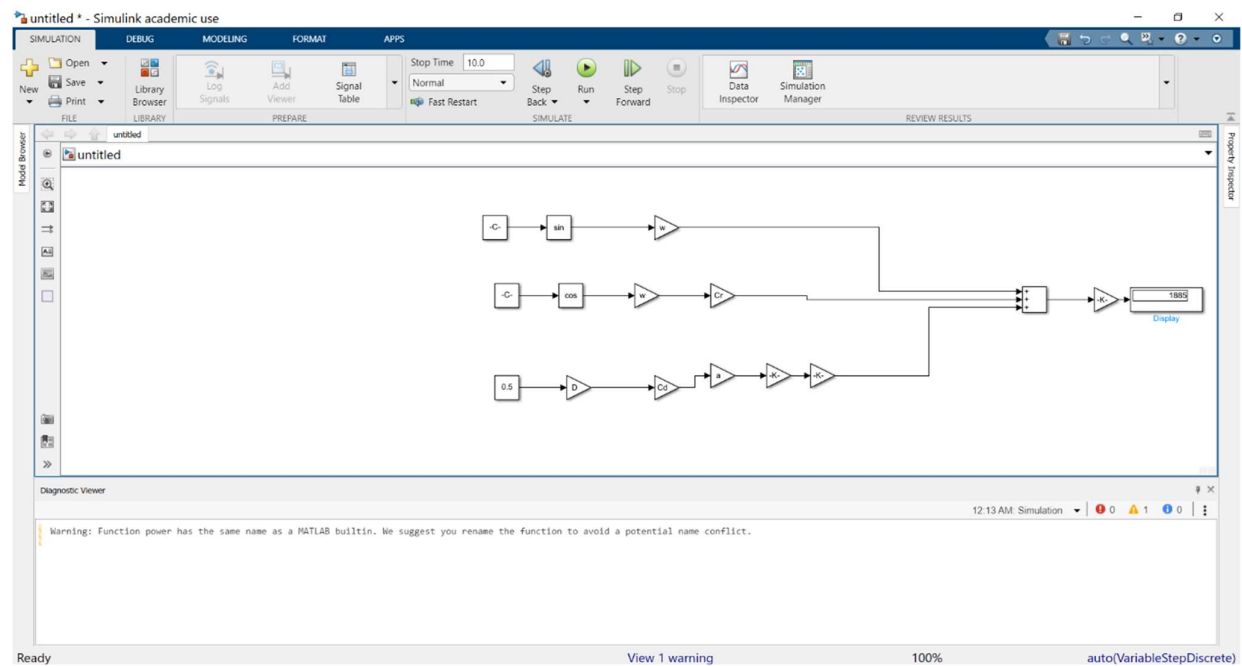 untitled * - Simulink academic use
SIMULATION DEBUG MODELING FORMAT APPS
New
Open
Save
Print
FILE
Library Browser
LIBRARY
Log Signals
Add Viewer
Signal Table
PREPARE
Stop Time 10.0
Normal
Fast Restart
Step Back
Run
Step Forward
Stop
SIMULATE
Data Inspector
Simulation Manager
REVIEW RESULTS
Model Browser
untitled
untitled
Property Inspector
-C- sin w
-C- cos w Cr
0.5 D Cd a -K- -K-
+
+
+
-K- 1885
Display
Diagnostic Viewer
12:13 AM: Simulation 0 1 0
Warning: Function power has the same name as a MATLAB builtin. We suggest you rename the function to avoid a potential name conflict.
Ready View 1 warning 100% auto(VariableStepDiscrete)